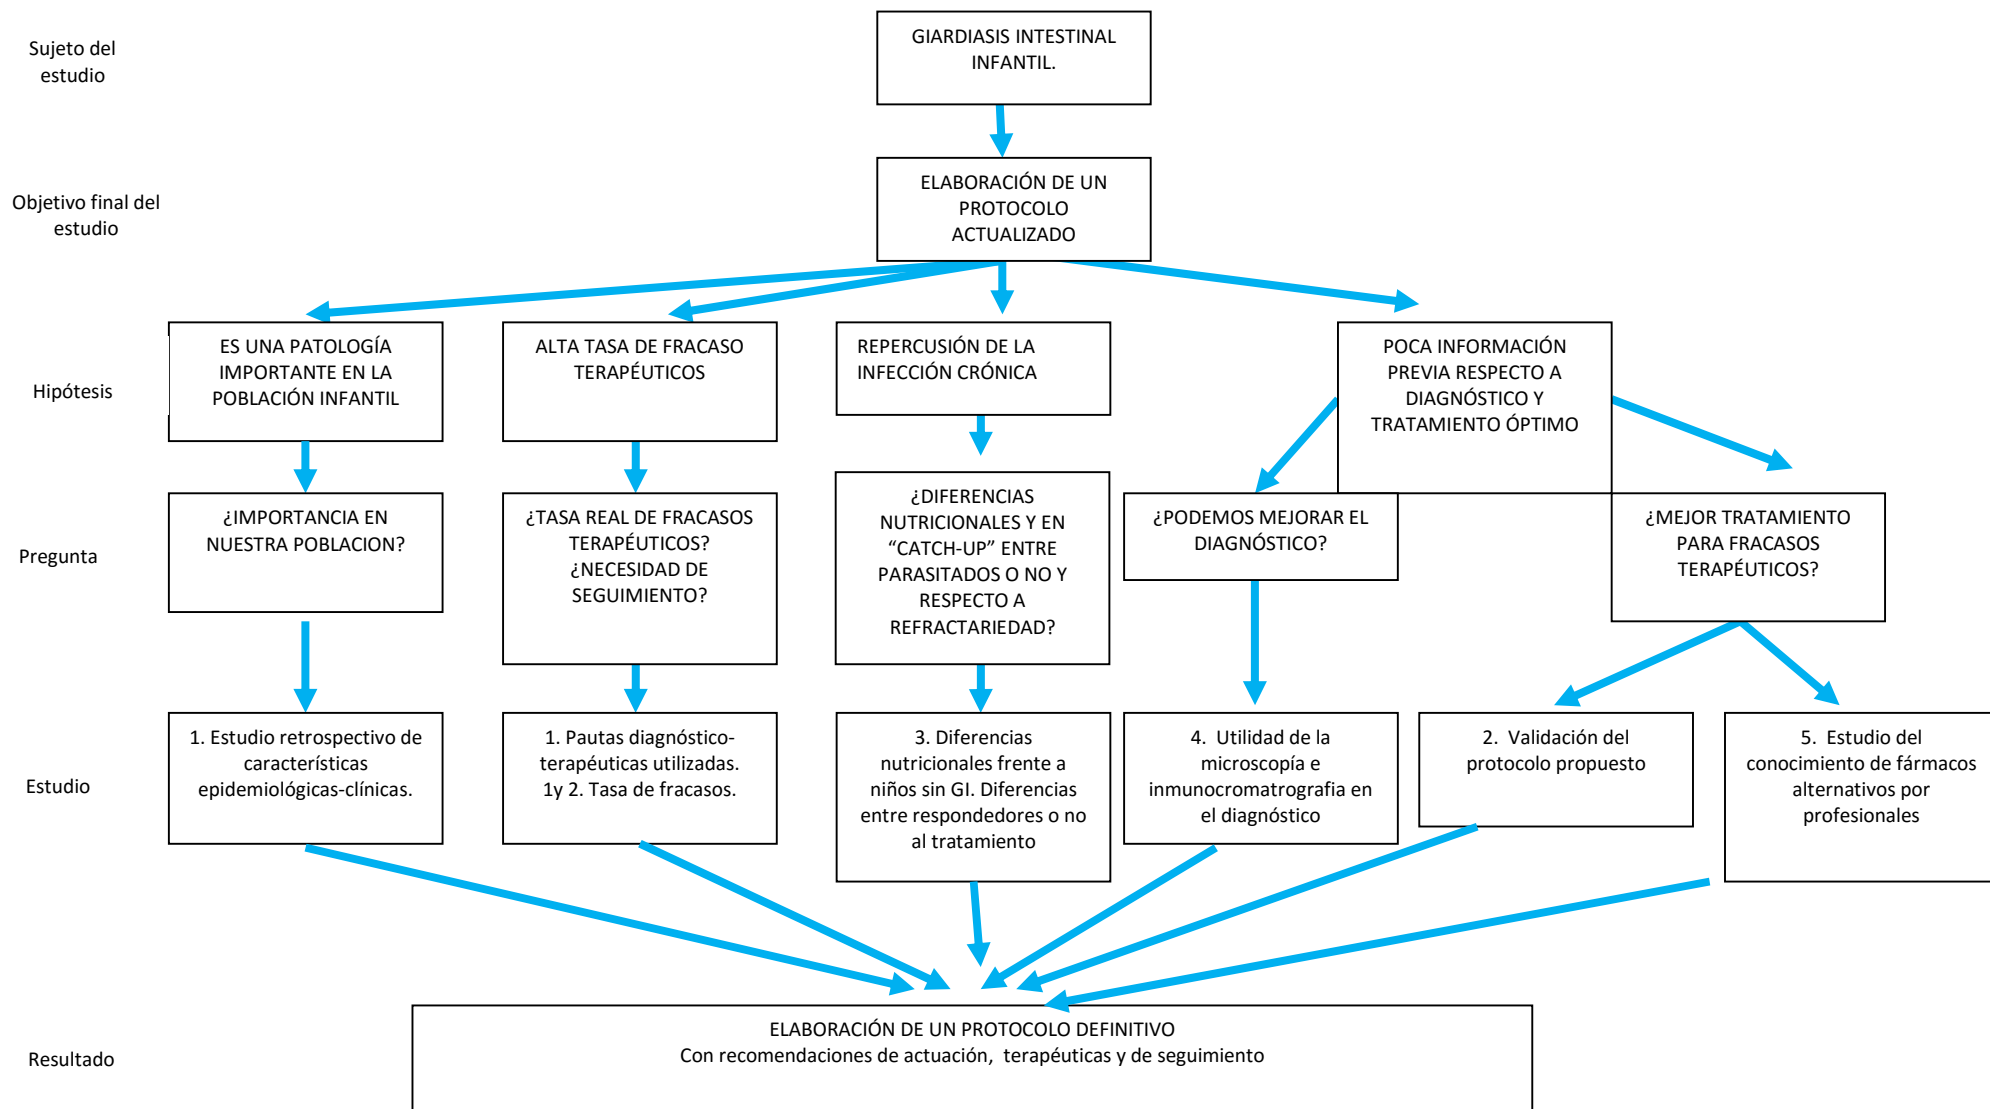 Sujeto del
estudio
GIARDIASIS INTESTINAL
INFANTIL.
Objetivo final del
estudio
ELABORACIÓN DE UN
PROTOCOLO
ACTUALIZADO
Hipótesis
ES UNA PATOLOGÍA
IMPORTANTE EN LA
POBLACIÓN INFANTIL
ALTA TASA DE FRACASO
TERAPÉUTICOS
REPERCUSIÓN DE LA
INFECCIÓN CRÓNICA
POCA INFORMACIÓN
PREVIA RESPECTO A
DIAGNÓSTICO Y
TRATAMIENTO ÓPTIMO
Pregunta
¿IMPORTANCIA EN
NUESTRA POBLACION?
¿TASA REAL DE FRACASOS
TERAPÉUTICOS?
¿NECESIDAD DE
SEGUIMIENTO?
¿DIFERENCIAS
NUTRICIONALES Y EN
“CATCH-UP” ENTRE
PARASITADOS O NO Y
RESPECTO A
REFRACTARIEDAD?
¿PODEMOS MEJORAR EL
DIAGNÓSTICO?
¿MEJOR TRATAMIENTO
PARA FRACASOS
TERAPÉUTICOS?
Estudio
1. Estudio retrospectivo de
características
epidemiológicas-clínicas.
1. Pautas diagnóstico-
terapéuticas utilizadas.
1y 2. Tasa de fracasos.
3. Diferencias
nutricionales frente a
niños sin GI. Diferencias
entre respondedores o no
al tratamiento
4. Utilidad de la
microscopía e
inmunocromatrografia en
el diagnóstico
2. Validación del
protocolo propuesto
5. Estudio del
conocimiento de fármacos
alternativos por
profesionales
Resultado
ELABORACIÓN DE UN PROTOCOLO DEFINITIVO
Con recomendaciones de actuación, terapéuticas y de seguimiento